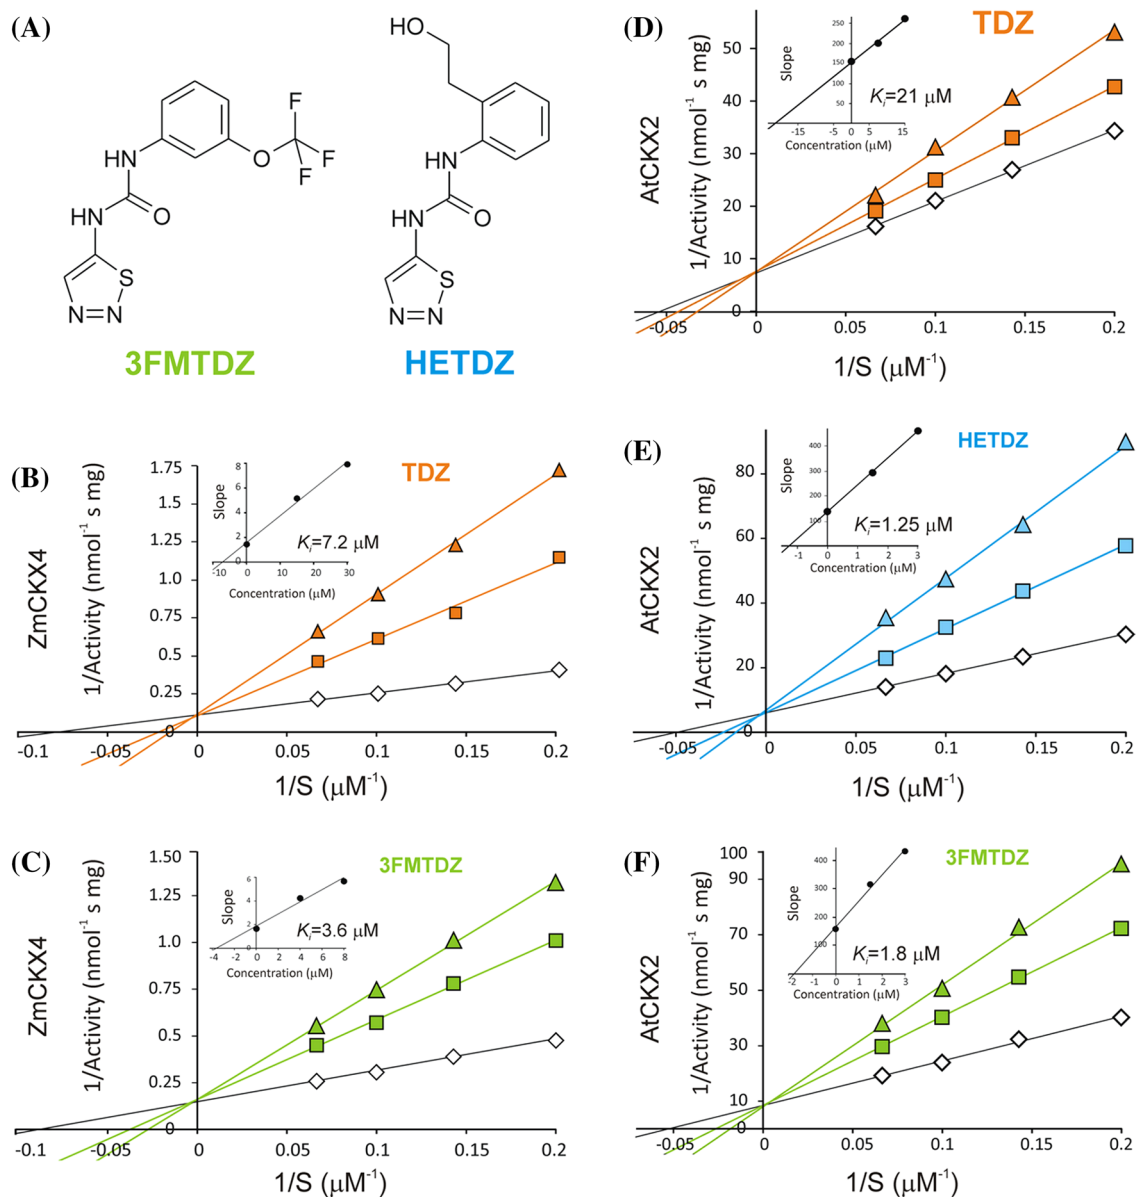 (A)
HO
F
F
F
O
HN
HN
O
S
N=N
3FMTDZ
HN
HN
O
S
N=N
HETDZ
(B)
ZmCKX4
1/Activity (nmol⁻¹ s mg)
TDZ
1.75
1.5
1.25
1.0
0.75
0.5
0.25
0
-0.1
-0.05
0
0.05
0.1
0.15
0.2
1/S (μM⁻¹)
Slope
8
6
4
2
0
-10
0
10
20
30
Concentration (μM)
Ki=7.2 μM
(C)
ZmCKX4
1/Activity (nmol⁻¹ s mg)
3FMTDZ
1.50
1.25
1.0
0.75
0.5
0.25
0
-0.1
-0.05
0
0.05
0.1
0.15
0.2
1/S (μM⁻¹)
Slope
6
4
2
0
-4
-2
0
2
4
6
8
Concentration (μM)
Ki=3.6 μM
(D)
AtCKX2
1/Activity (nmol⁻¹ s mg)
TDZ
50
40
30
20
10
0
-0.05
0
0.05
0.1
0.15
0.2
1/S (μM⁻¹)
Slope
250
200
150
100
50
-15
0
5
15
Concentration (μM)
Ki=21 μM
(E)
AtCKX2
1/Activity (nmol⁻¹ s mg)
HETDZ
80
60
40
20
0
-0.05
0
0.05
0.1
0.15
0.2
1/S (μM⁻¹)
Slope
400
300
200
100
-1
0
1
2
3
Concentration (μM)
Ki=1.25 μM
(F)
AtCKX2
1/Activity (nmol⁻¹ s mg)
3FMTDZ
100
90
70
50
30
10
0
-0.05
0
0.05
0.1
0.15
0.2
1/S (μM⁻¹)
Slope
400
300
200
100
-2
-1
0
1
2
3
Concentration (μM)
Ki=1.8 μM